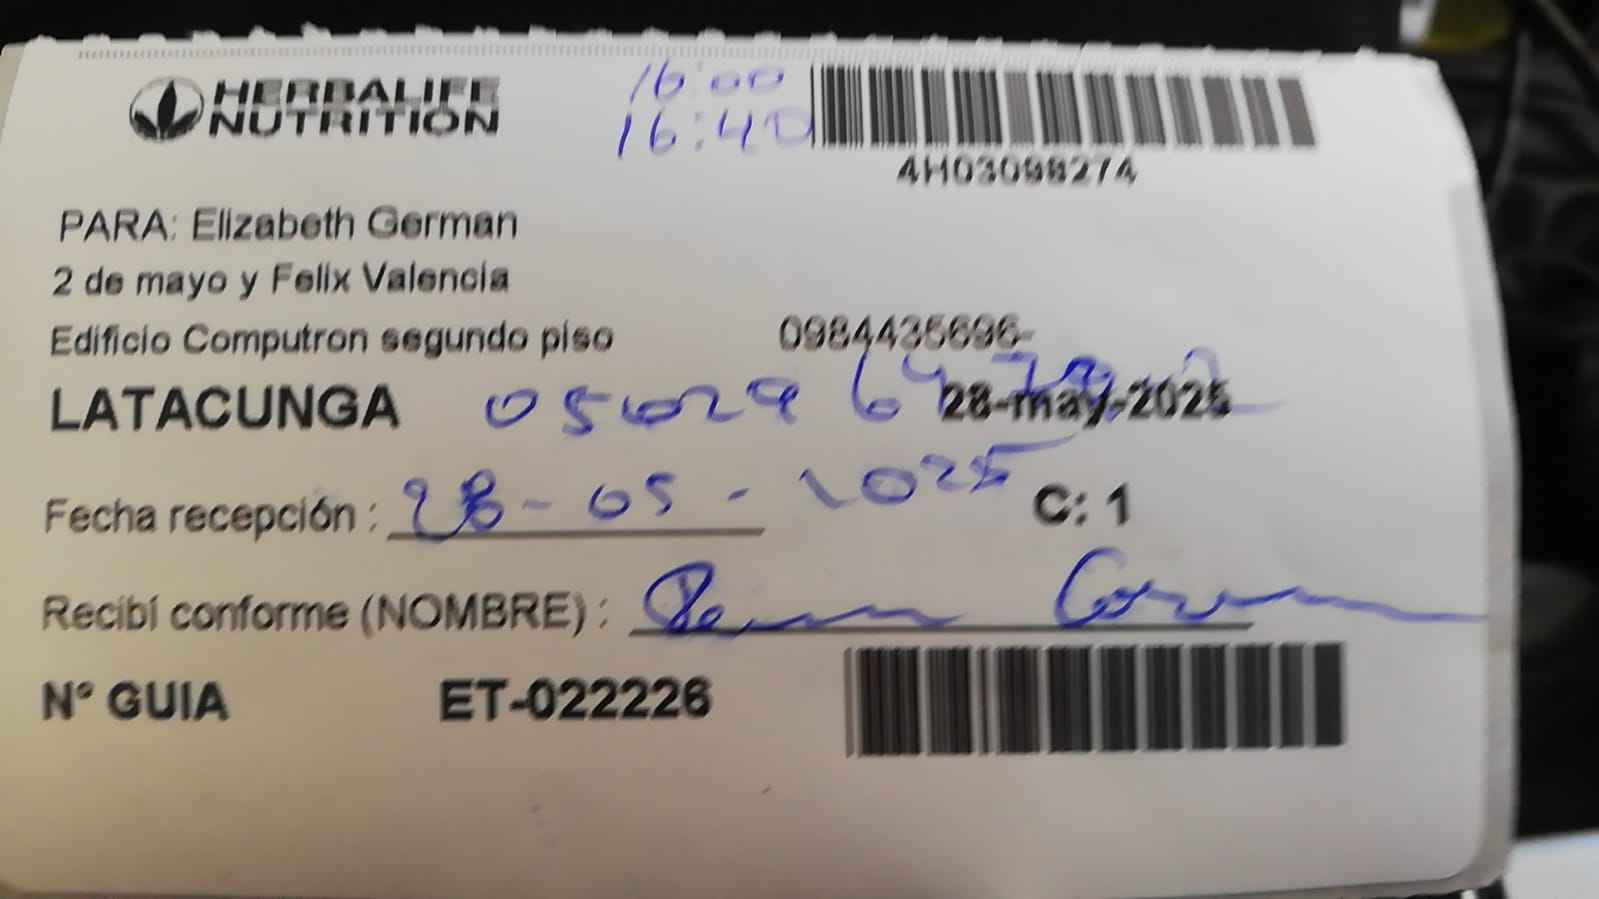 HERBALIFE
NUTRITION
16:00
16:40
4H03098274
PARA: Elizabeth German
2 de mayo y Felix Valencia
Edificio Computron segundo piso 0984435696-
LATACUNGA 28-may-2025
Fecha recepción : 28-05-2025 C: 1
Recibí conforme (NOMBRE) :
N° GUIA ET-022226